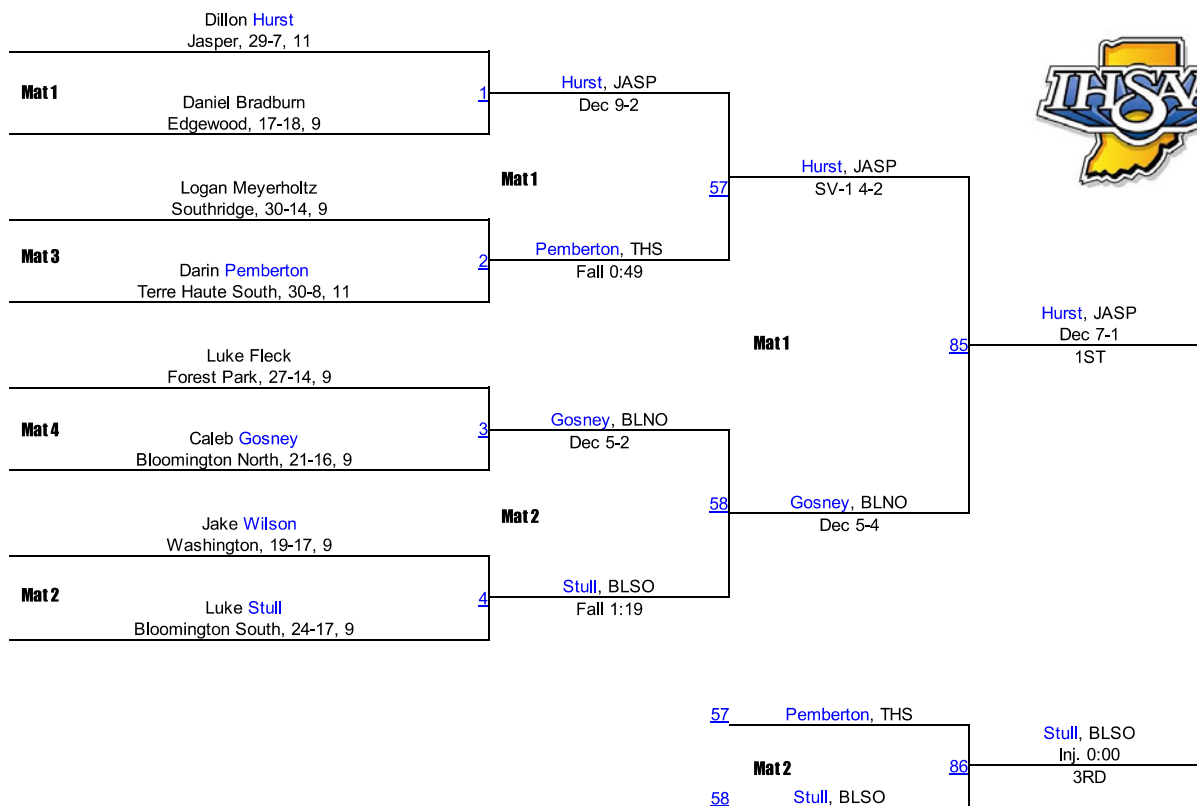 Dillon Hurst
Jasper, 29-7, 11
Mat 1
Daniel Bradburn
Edgewood, 17-18, 9
1
Hurst, JASP
Dec 9-2
Logan Meyerholtz
Southridge, 30-14, 9
Mat 3
Darin Pemberton
Terre Haute South, 30-8, 11
2
Pemberton, THS
Fall 0:49
Mat 1
57
Hurst, JASP
SV-1 4-2
Luke Fleck
Forest Park, 27-14, 9
Mat 4
Caleb Gosney
Bloomington North, 21-16, 9
3
Gosney, BLNO
Dec 5-2
Jake Wilson
Washington, 19-17, 9
Mat 2
Luke Stull
Bloomington South, 24-17, 9
4
Stull, BLSO
Fall 1:19
Mat 2
58
Gosney, BLNO
Dec 5-4
Mat 1
85
Hurst, JASP
Dec 7-1
1ST
IHSAA
57
Pemberton, THS
Mat 2
86
58
Stull, BLSO
Stull, BLSO
Inj. 0:00
3RD